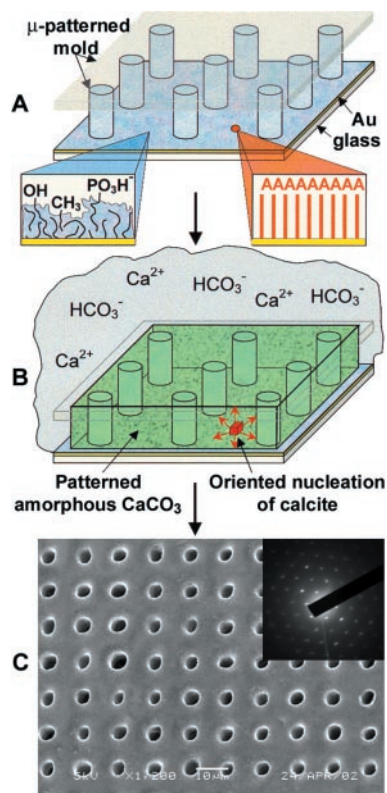 μ-patterned
mold
A
Au
glass
OH
CH₃
PO₃H⁻
AAAAAAAAA
Ca²⁺
HCO₃⁻
Ca²⁺
HCO₃⁻
HCO₃⁻
Ca²⁺
B
Patterned
amorphous CaCO₃
Oriented nucleation
of calcite
C
5KV X1,200 10μm 24/APR/02